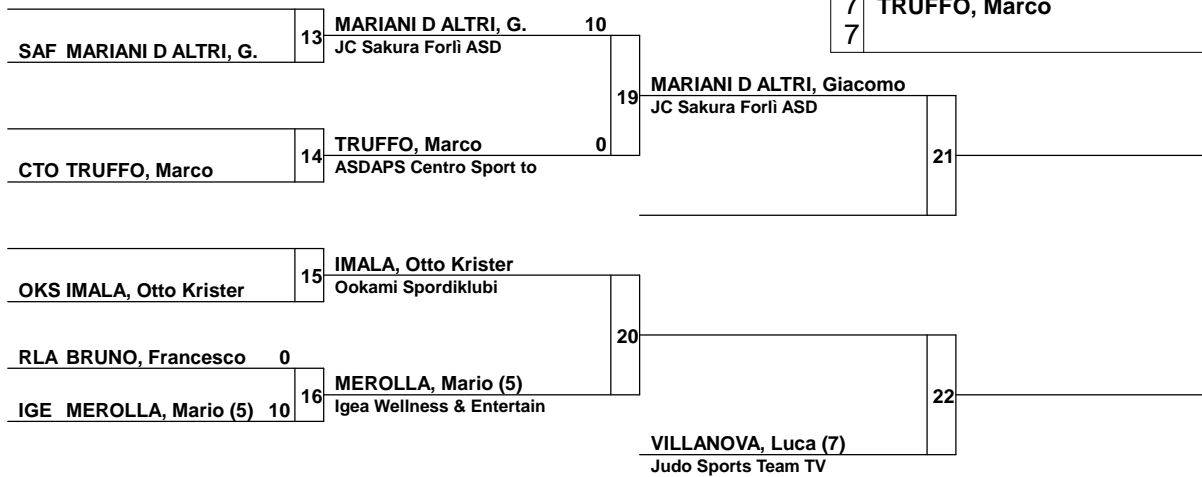 7 TRUFFO, Marco
7
MARIANI D ALTRI, G. 10
13
SAF MARIANI D ALTRI, G.
JC Sakura Forlì ASD
MARIANI D ALTRI, Giacomo
19
JC Sakura Forlì ASD
TRUFFO, Marco 0
14
21
CTO TRUFFO, Marco
ASDAPS Centro Sport to
IMALA, Otto Krister
15
OKS IMALA, Otto Krister
Ookami Spordiklubi
20
RLA BRUNO, Francesco 0
MEROLLA, Mario (5)
16
22
IGE MEROLLA, Mario (5) 10
Igea Wellness & Entertain
VILLANOVA, Luca (7)
Judo Sports Team TV